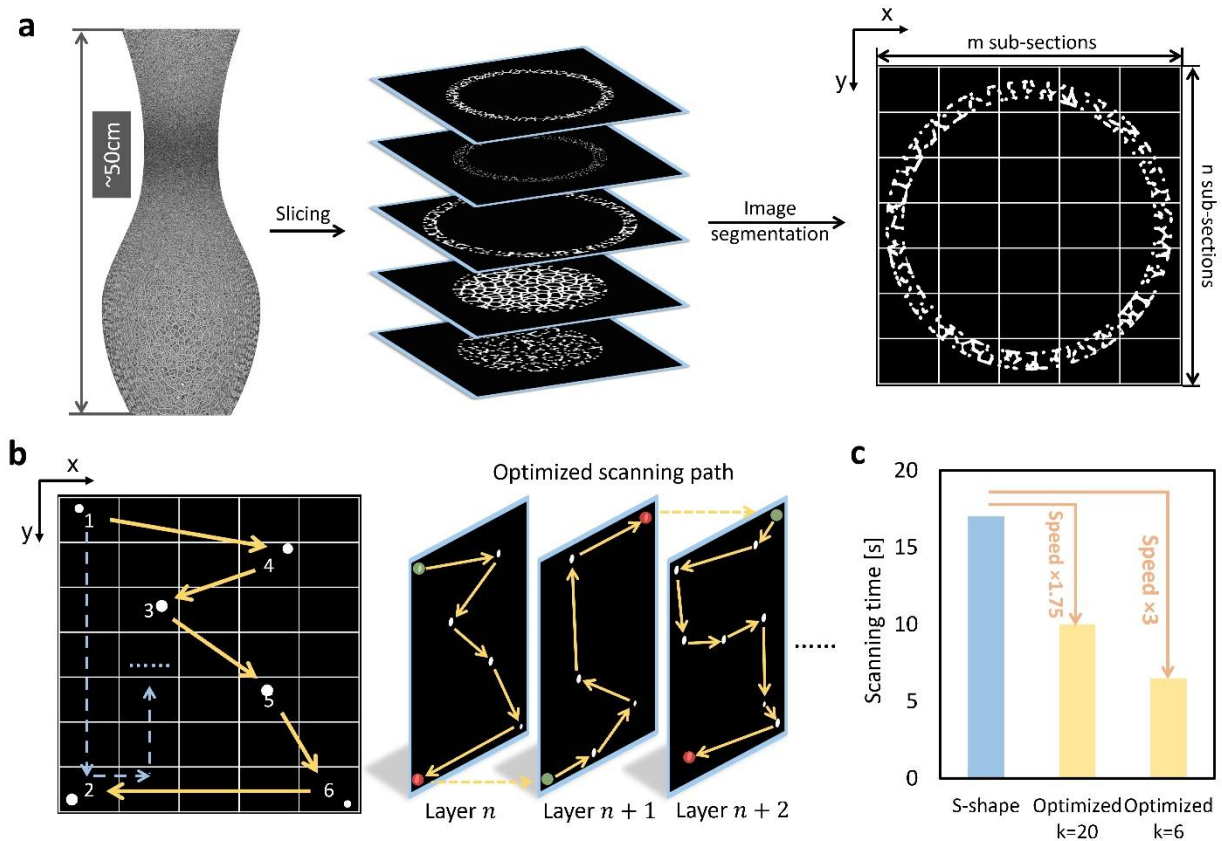 a
~50cm
Slicing
Image
segmentation
x
y
m sub-sections
n sub-sections
b
x
y
1
4
3
5
2
6
......
Optimized scanning path
......
Layer n
Layer n + 1
Layer n + 2
c
Scanning time [s]
20
15
10
5
0
Speed ×1.75
Speed ×3
S-shape
Optimized
k=20
Optimized
k=6